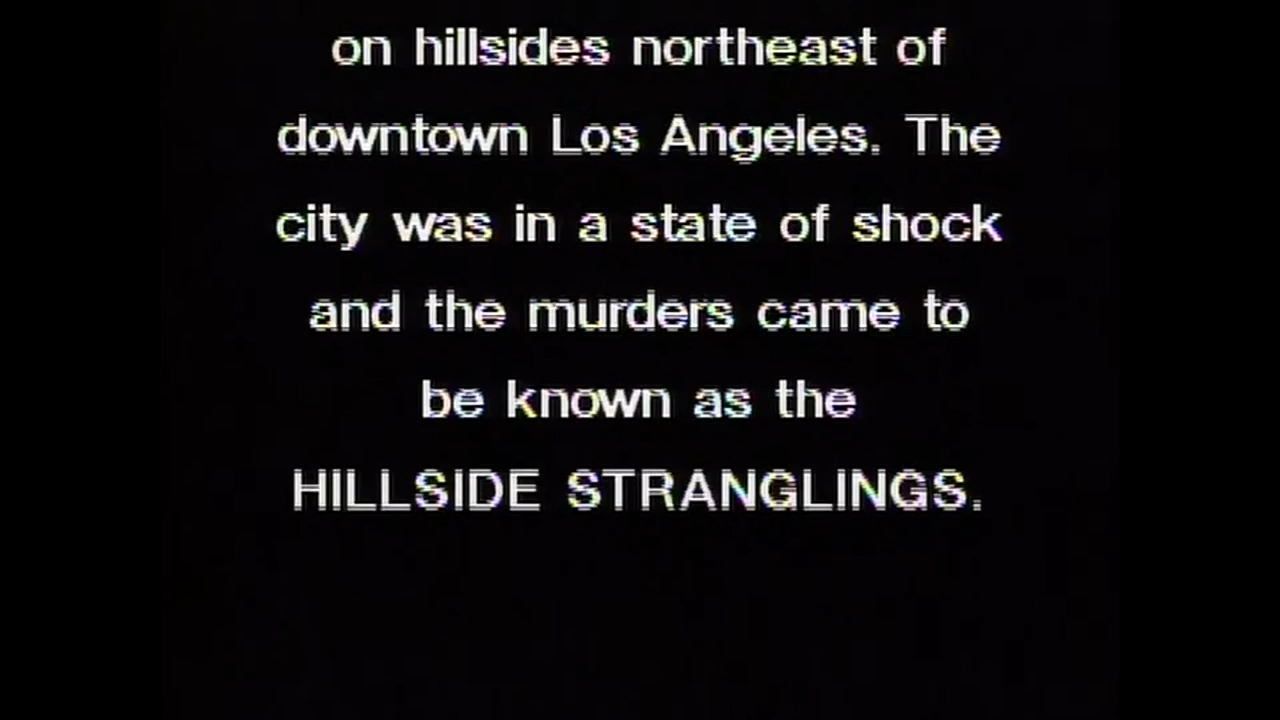 on hillsides northeast of
downtown Los Angeles. The
city was in a state of shock
and the murders came to
be known as the
HILLSIDE STRANGLINGS.